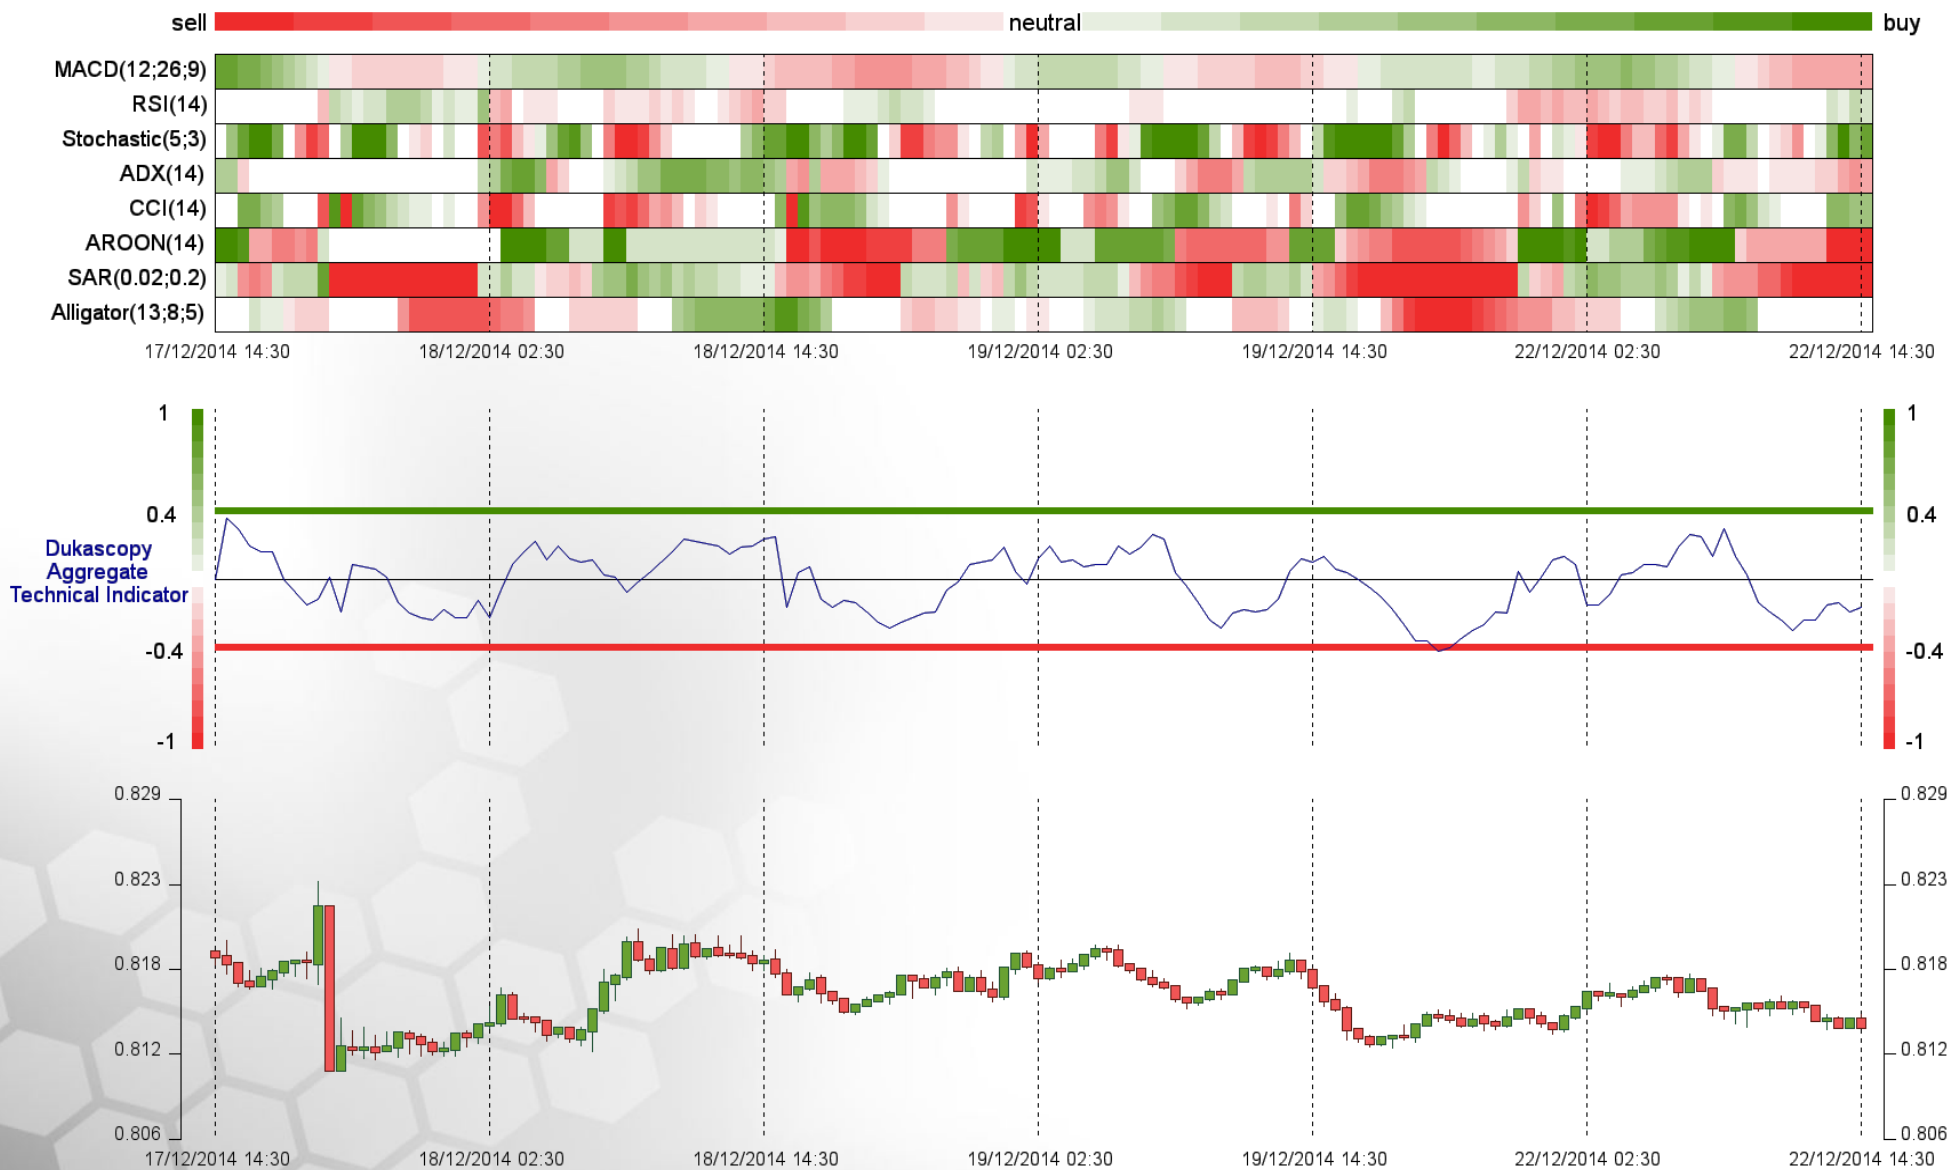 sell neutral buy
MACD(12;26;9)
RSI(14)
Stochastic(5;3)
ADX(14)
CCI(14)
AROON(14)
SAR(0.02;0.2)
Alligator(13;8;5)
17/12/2014 14:30 18/12/2014 02:30 18/12/2014 14:30 19/12/2014 02:30 19/12/2014 14:30 22/12/2014 02:30 22/12/2014 14:30
1 1
0.4 0.4
Dukascopy
Aggregate
Technical Indicator
-0.4 -0.4
-1 -1
0.829 0.829
0.823 0.823
0.818 0.818
0.812 0.812
0.806 0.806
17/12/2014 14:30 18/12/2014 02:30 18/12/2014 14:30 19/12/2014 02:30 19/12/2014 14:30 22/12/2014 02:30 22/12/2014 14:30